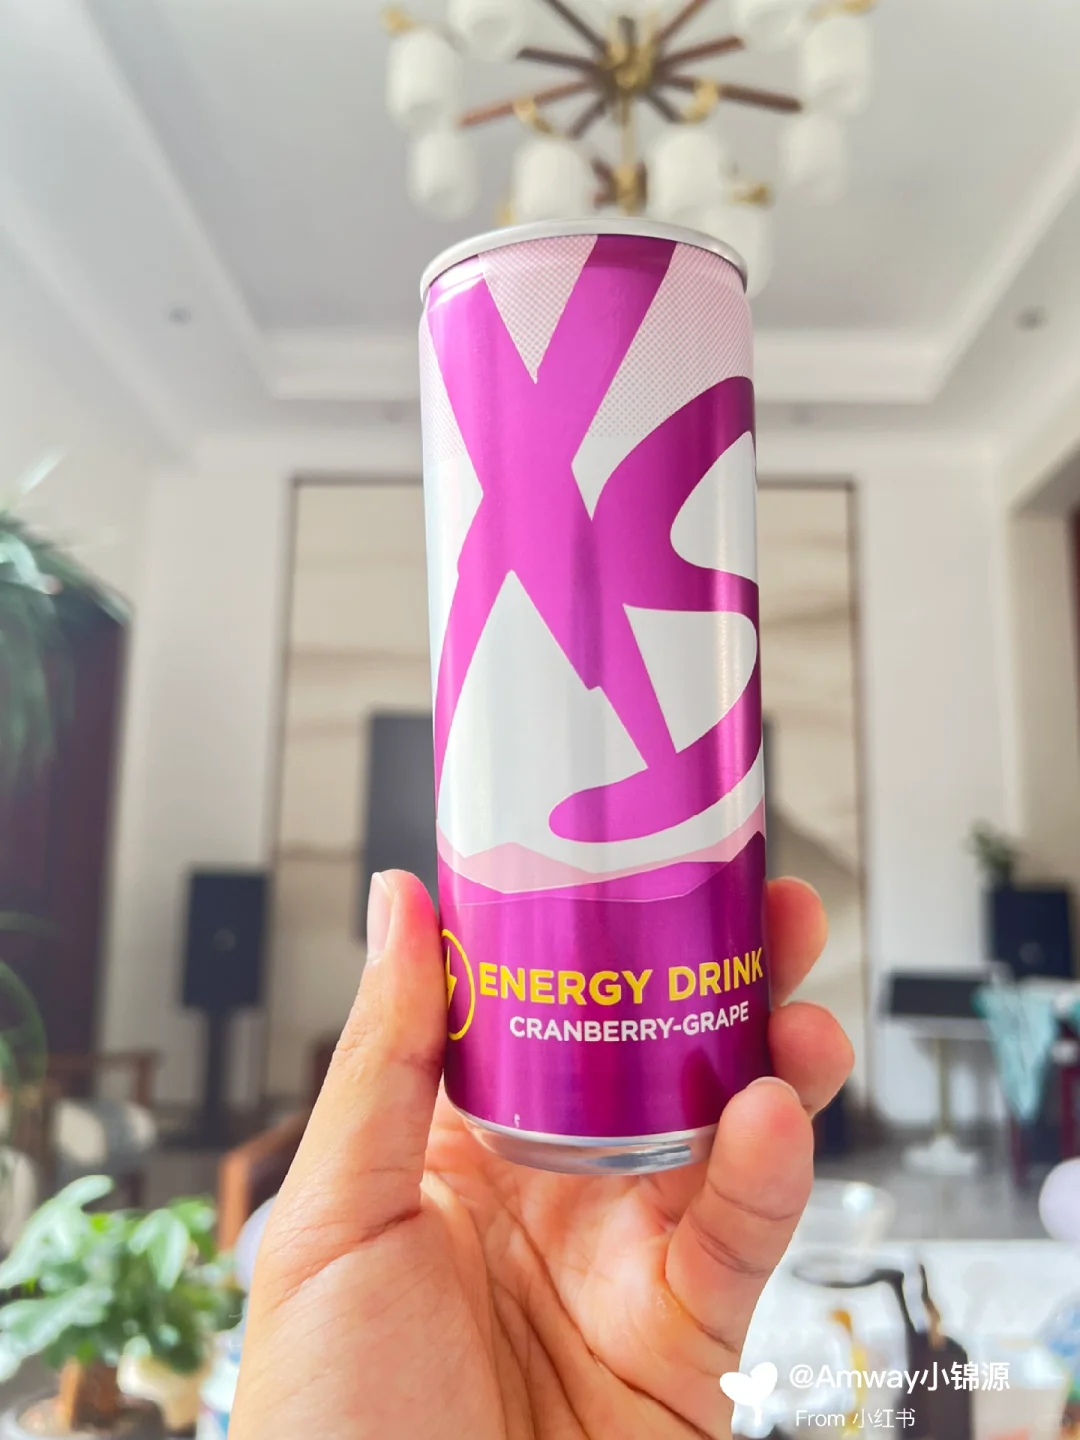 XS
ENERGY DRINK
CRANBERRY-GRAPE
@Amway小锦源
From 小红书